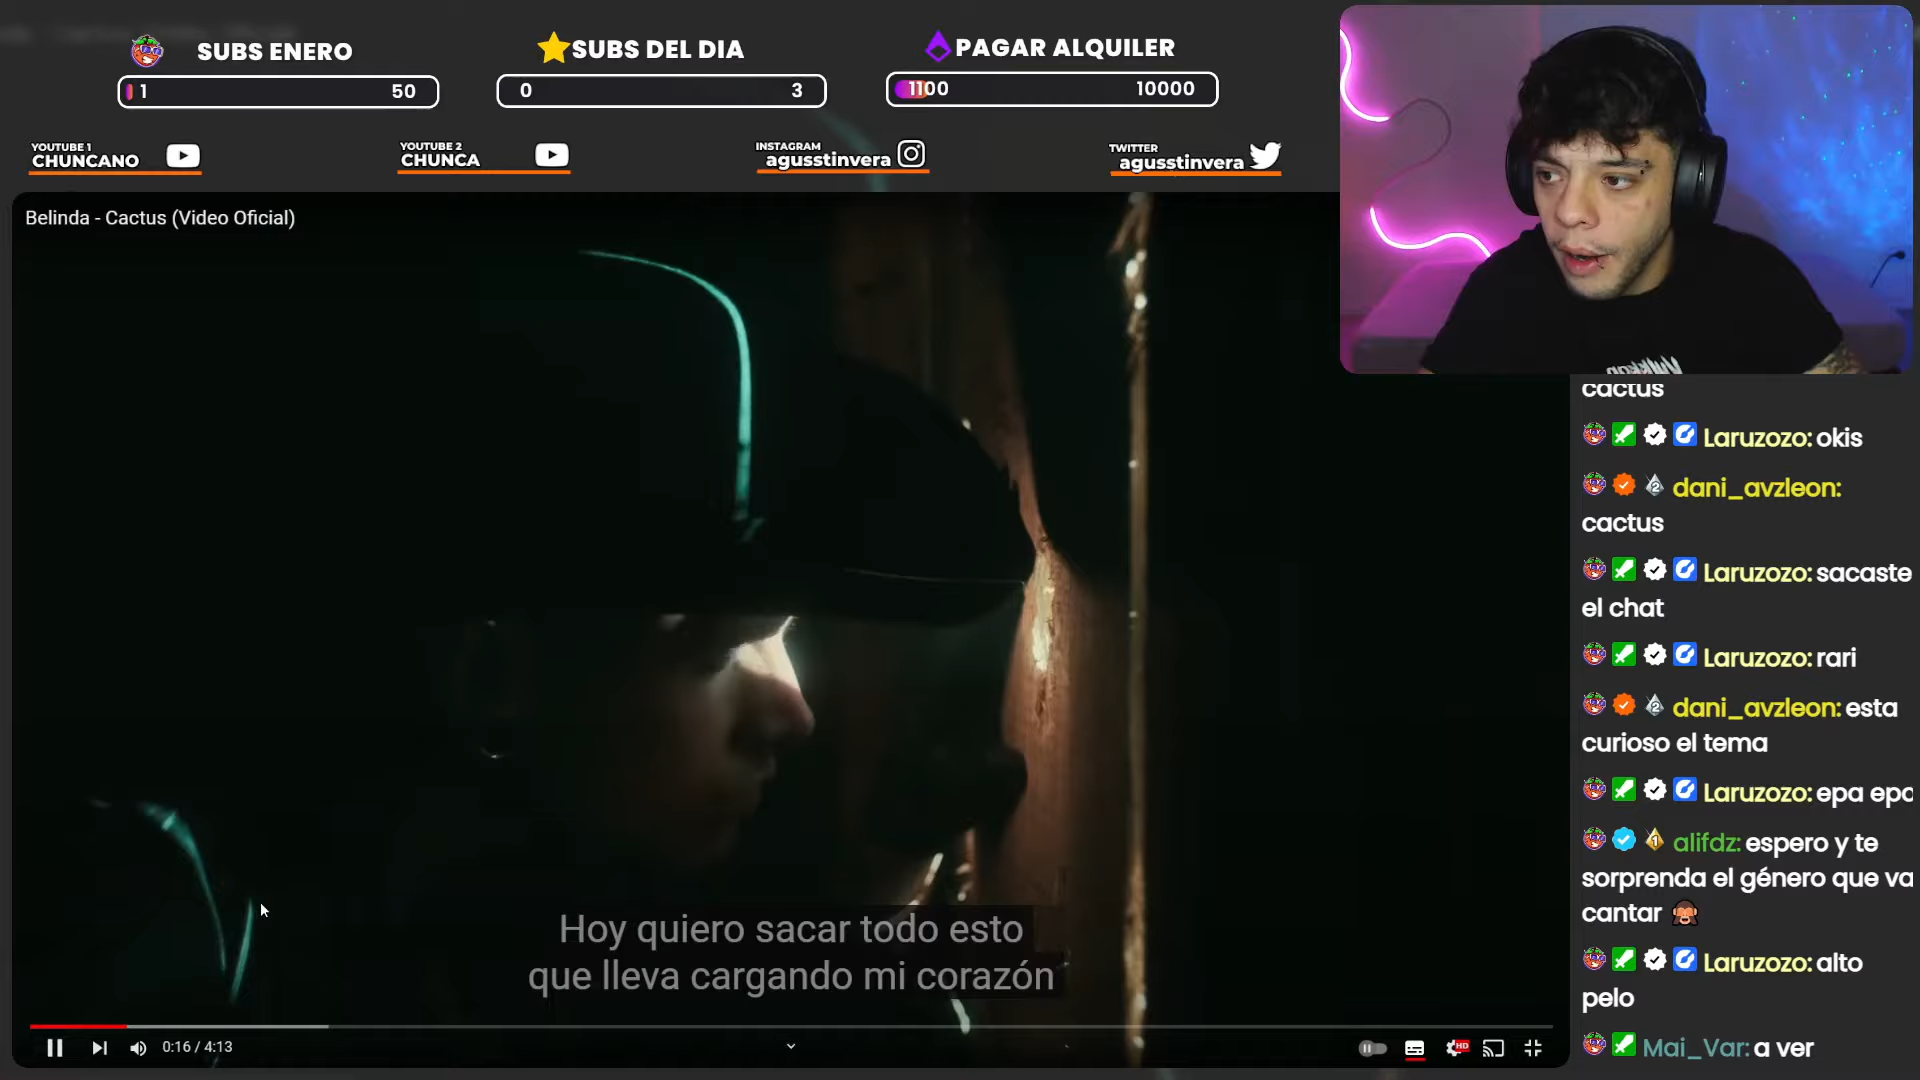 SUBS ENERO
1
50
SUBS DEL DIA
0
3
PAGAR ALQUILER
1100
10000
YOUTUBE 1
CHUNCANO
YOUTUBE 2
CHUNCA
INSTAGRAM
agusstinvera
TWITTER
agusstinvera
Belinda - Cactus (Video Oficial)
Hoy quiero sacar todo esto
que lleva cargando mi corazón
0:16 / 4:13
HD
cactus
Laruzozo: okis
dani_avzleon:
cactus
Laruzozo: sacaste
el chat
Laruzozo: rari
dani_avzleon: esta
curioso el tema
Laruzozo: epa epa
alifdz: espero y te
sorprenda el género que va
cantar
Laruzozo: alto
pelo
Mai_Var: a ver